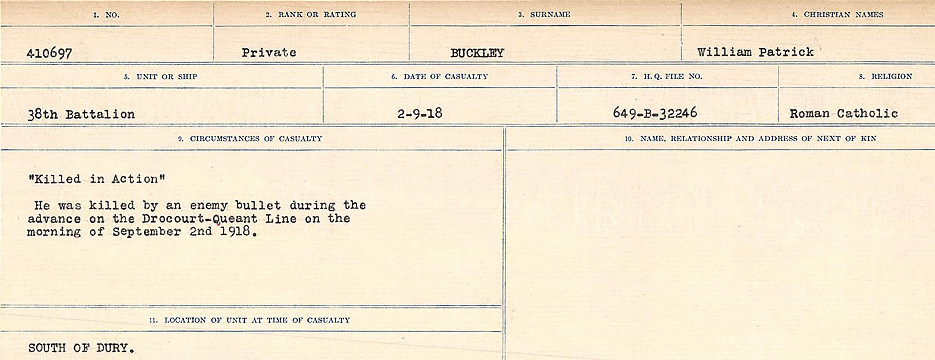 1. NO.
2. RANK OR RATING
3. SURNAME
4. CHRISTIAN NAMES
410697
Private
BUCKLEY
William Patrick
5. UNIT OR SHIP
6. DATE OF CASUALTY
7. H.Q. FILE NO.
8. RELIGION
38th Battalion
2-9-18
649-B-32246
Roman Catholic
9. CIRCUMSTANCES OF CASUALTY
10. NAME, RELATIONSHIP AND ADDRESS OF NEXT OF KIN
"Killed in Action"
He was killed by an enemy bullet during the
advance on the Drocourt-Queant Line on the
morning of September 2nd 1918.
11. LOCATION OF UNIT AT TIME OF CASUALTY
SOUTH OF DURY.